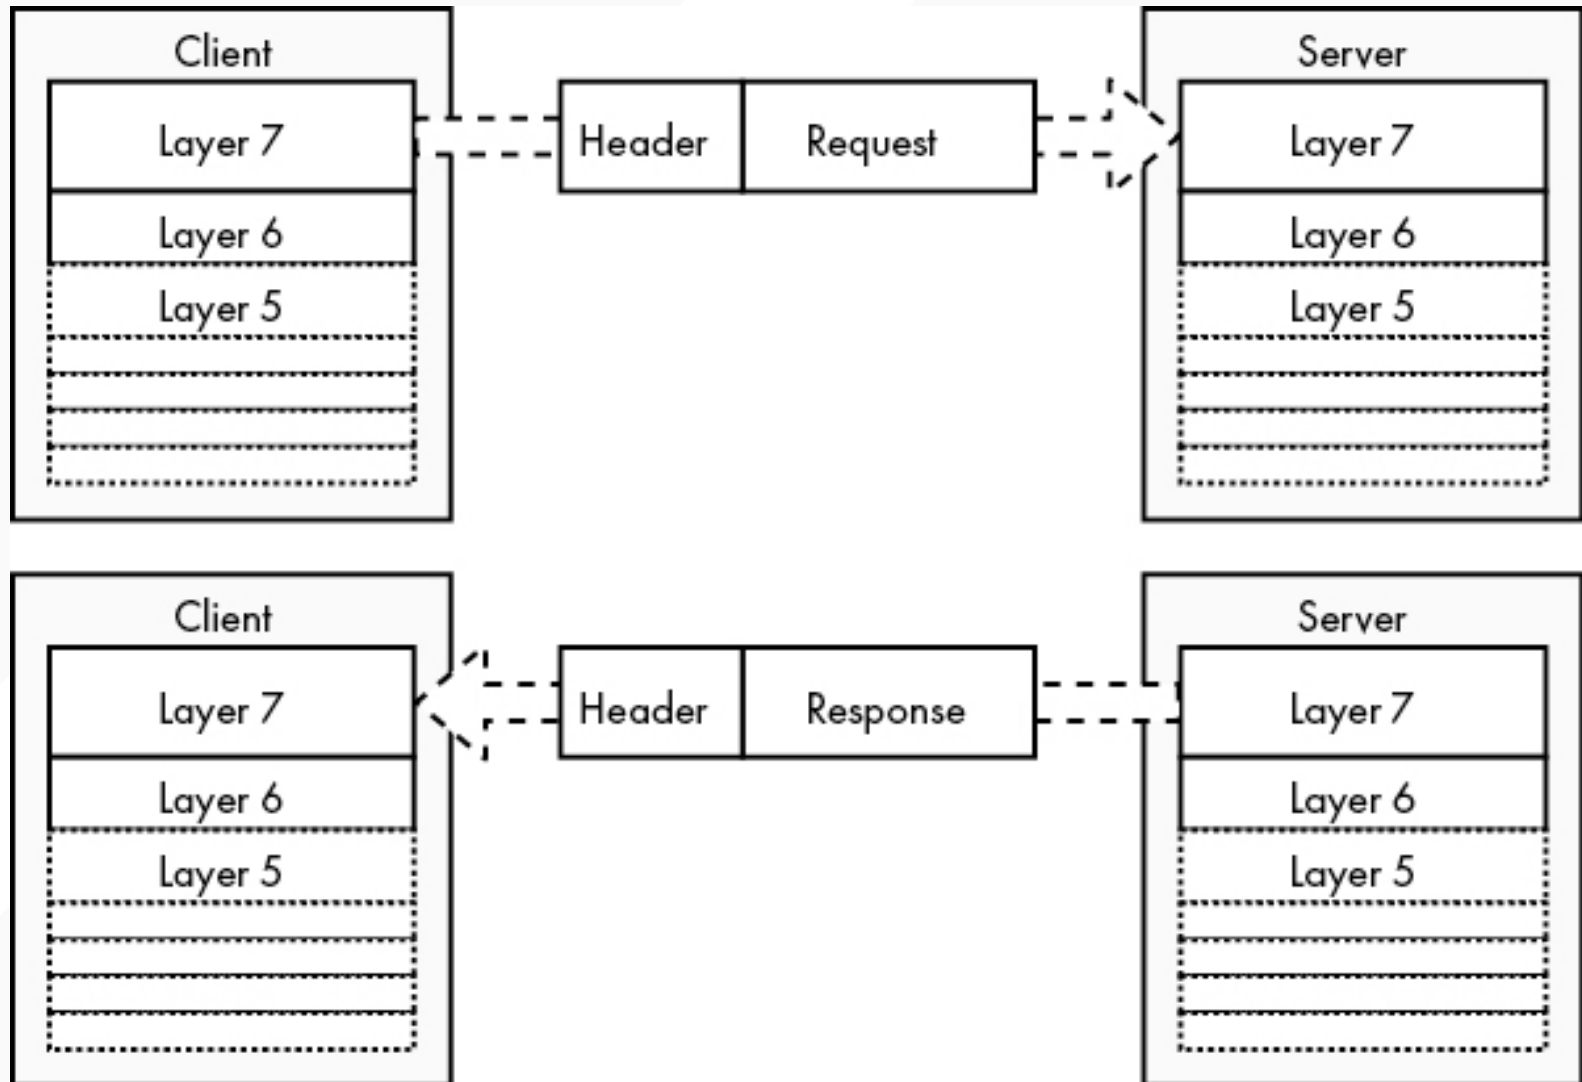 Client
Server
Layer 7
Header
Request
Layer 7
Layer 6
Layer 6
Layer 5
Layer 5
Client
Server
Layer 7
Header
Response
Layer 7
Layer 6
Layer 6
Layer 5
Layer 5